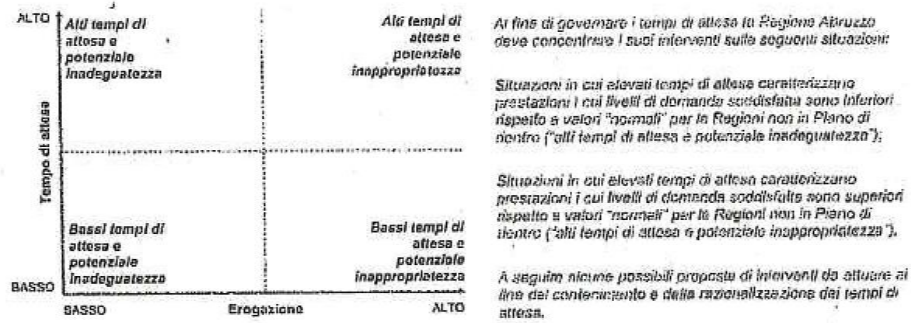 ALTO
Alti tempi di
attesa e
potenziale
inadeguatezza
Alti tempi di
attesa e
potenziale
inappropriatezza
Tempo di attesa
Bassi tempi di
attesa e
potenziale
inadeguatezza
Bassi tempi di
attesa e
potenziale
inappropriatezza
BASSO
BASSO
Erogazione
ALTO
Al fine di governare i tempi di attesa la Regione Abruzzo
deve concentrare i suoi interventi sulle seguenti situazioni:
Situazioni in cui elevati tempi di attesa caratterizzano
prestazioni i cui livelli di domanda soddisfatta sono inferiori
rispetto a valori "normali" per le Regioni non in Piano di
rientro ("alti tempi di attesa e potenziale inadeguatezza");
Situazioni in cui elevati tempi di attesa caratterizzano
prestazioni i cui livelli di domanda soddisfatta sono superiori
rispetto a valori "normali" per le Regioni non in Piano di
rientro ("alti tempi di attesa e potenziale inappropriatezza").
A seguire alcune possibili proposte di interventi da attuare al
fine del contenimento e della razionalizzazione dei tempi di
attesa.